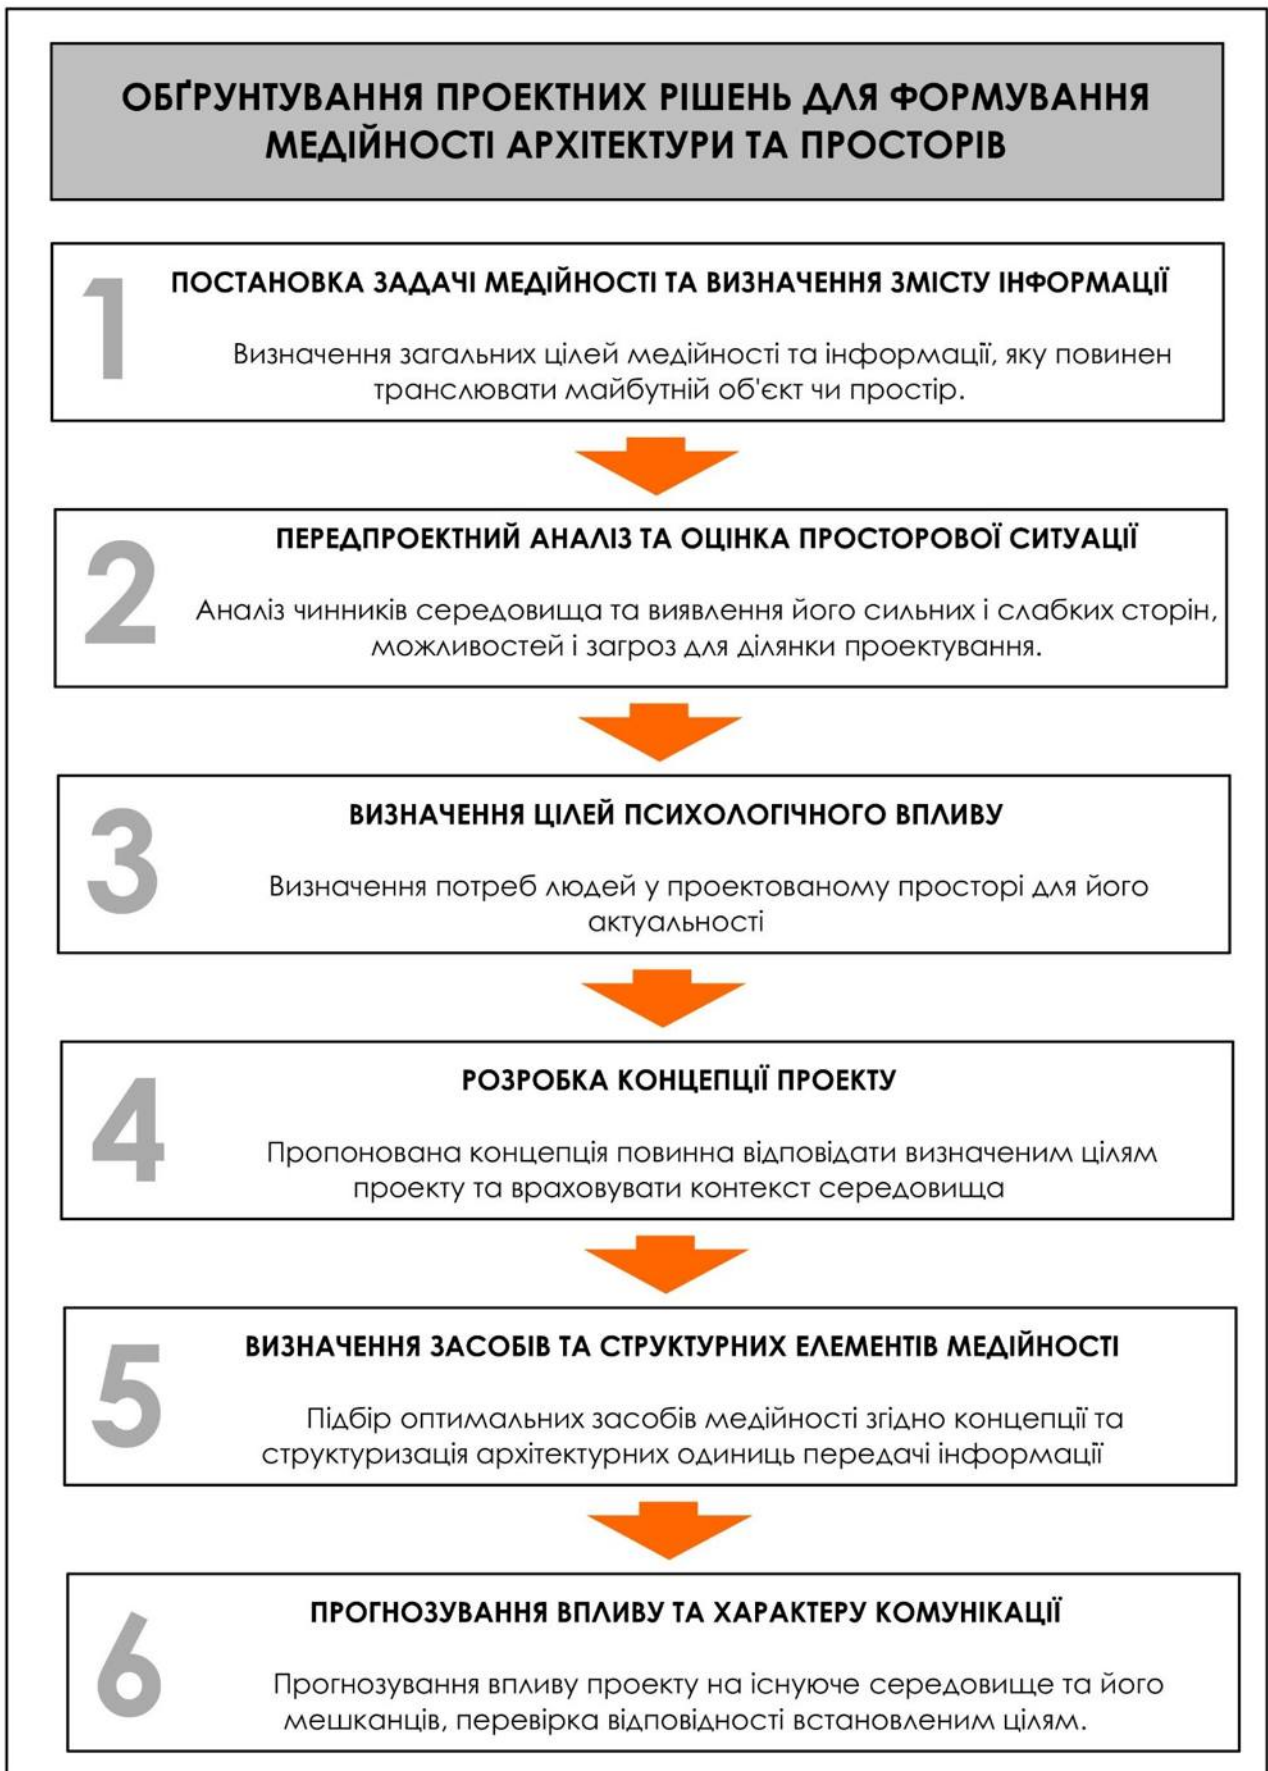 ОБҐРУНТУВАННЯ ПРОЕКТНИХ РІШЕНЬ ДЛЯ ФОРМУВАННЯ
МЕДІЙНОСТІ АРХІТЕКТУРИ ТА ПРОСТОРІВ
1
ПОСТАНОВКА ЗАДАЧІ МЕДІЙНОСТІ ТА ВИЗНАЧЕННЯ ЗМІСТУ ІНФОРМАЦІЇ
Визначення загальних цілей медійності та інформації, яку повинен
транслювати майбутній об'єкт чи простір.
2
ПЕРЕДПРОЕКТНИЙ АНАЛІЗ ТА ОЦІНКА ПРОСТОРОВОЇ СИТУАЦІЇ
Аналіз чинників середовища та виявлення його сильних і слабких сторін,
можливостей і загроз для ділянки проектування.
3
ВИЗНАЧЕННЯ ЦІЛЕЙ ПСИХОЛОГІЧНОГО ВПЛИВУ
Визначення потреб людей у проектованому просторі для його
актуальності
4
РОЗРОБКА КОНЦЕПЦІЇ ПРОЕКТУ
Пропонована концепція повинна відповідати визначеним цілям
проекту та враховувати контекст середовища
5
ВИЗНАЧЕННЯ ЗАСОБІВ ТА СТРУКТУРНИХ ЕЛЕМЕНТІВ МЕДІЙНОСТІ
Підбір оптимальних засобів медійності згідно концепції та
структуризація архітектурних одиниць передачі інформації
6
ПРОГНОЗУВАННЯ ВПЛИВУ ТА ХАРАКТЕРУ КОМУНІКАЦІЇ
Прогнозування впливу проекту на існуюче середовище та його
мешканців, перевірка відповідності встановленим цілям.